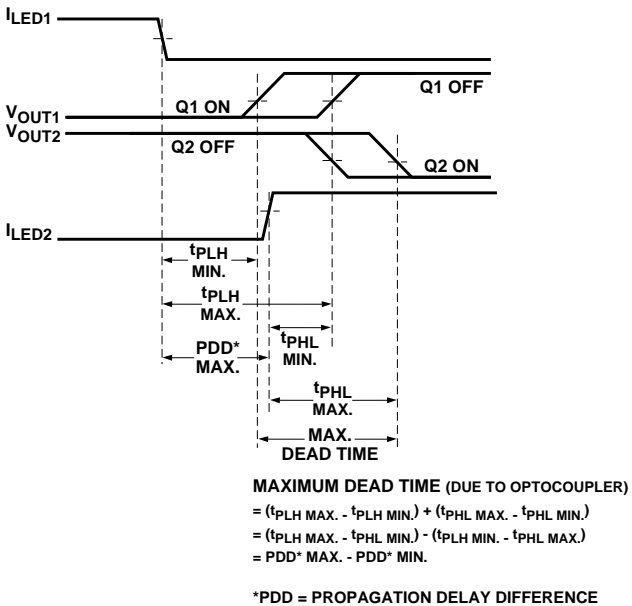 ILED1
Q1 OFF
Q1 ON
VOUT1
VOUT2
Q2 OFF
Q2 ON
ILED2
tPLH
MIN.
tPLH
MAX.
tPHL
MIN.
PDD*
MAX.
tPHL
MAX.
MAX.
DEAD TIME
MAXIMUM DEAD TIME (DUE TO OPTOCOUPLER)
= (tPLH MAX. - tPLH MIN.) + (tPHL MAX. - tPHL MIN.)
= (tPLH MAX. - tPHL MIN.) - (tPLH MIN. - tPHL MAX.)
= PDD* MAX. - PDD* MIN.
*PDD = PROPAGATION DELAY DIFFERENCE